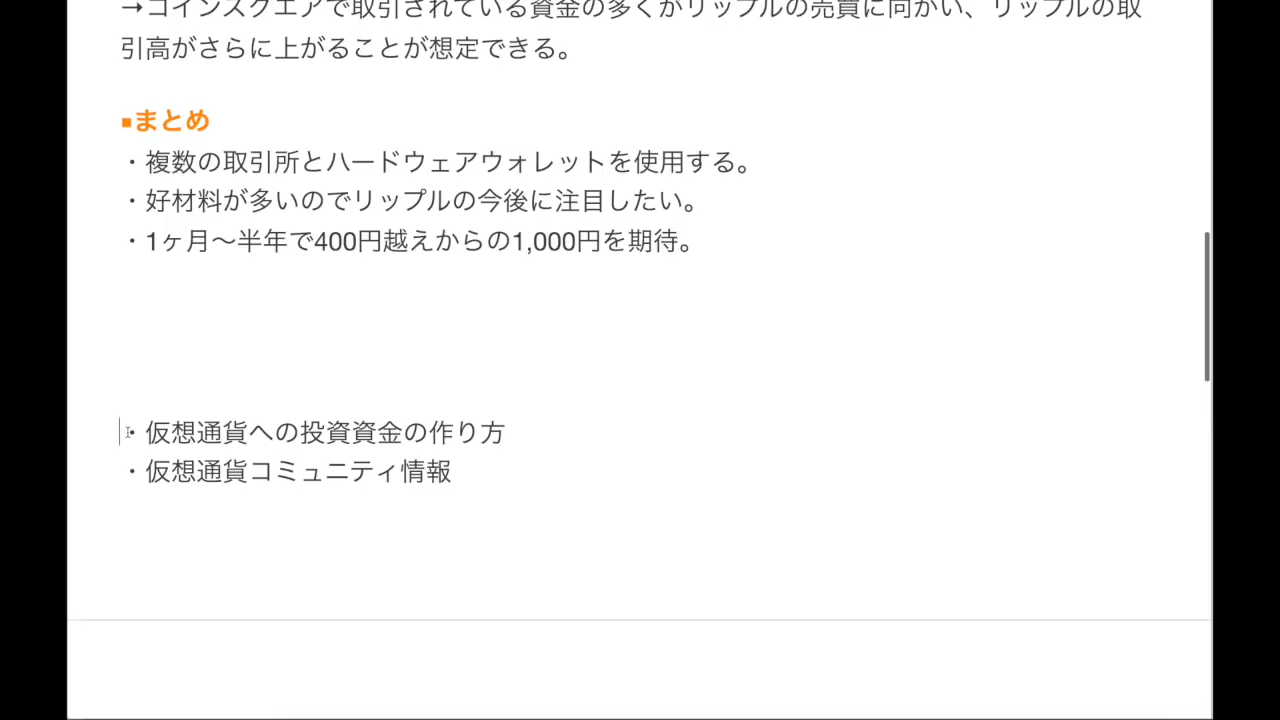 →コインスクエアで取引されている資金の多くがリップルの売買に向かい、リップルの取
引高がさらに上がることが想定できる。
■まとめ
・複数の取引所とハードウェアウォレットを使用する。
・好材料が多いのでリップルの今後に注目したい。
・1ヶ月〜半年で400円越えからの1,000円を期待。
・仮想通貨への投資資金の作り方
・仮想通貨コミュニティ情報